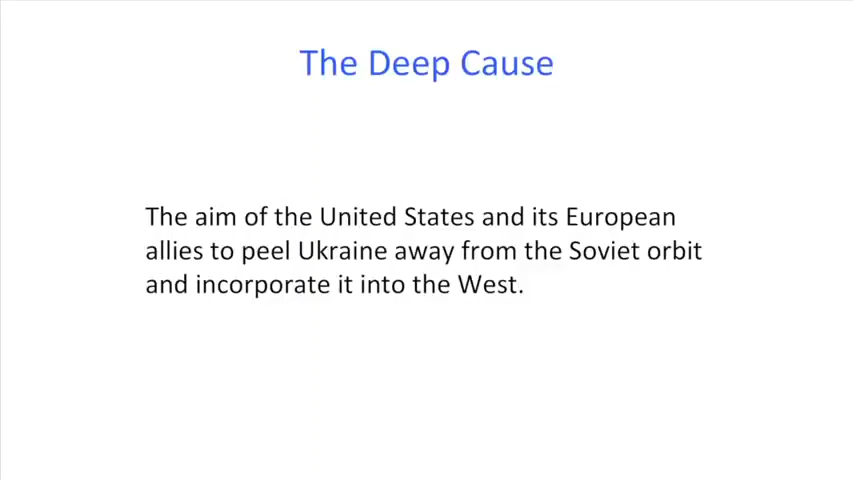 The Deep Cause
The aim of the United States and its European
allies to peel Ukraine away from the Soviet orbit
and incorporate it into the West.